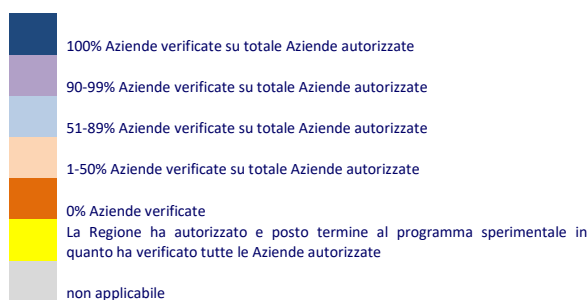 100% Aziende verificate su totale Aziende autorizzate
90-99% Aziende verificate su totale Aziende autorizzate
51-89% Aziende verificate su totale Aziende autorizzate
1-50% Aziende verificate su totale Aziende autorizzate
0% Aziende verificate
La Regione ha autorizzato e posto termine al programma sperimentale in
quanto ha verificato tutte le Aziende autorizzate
non applicabile